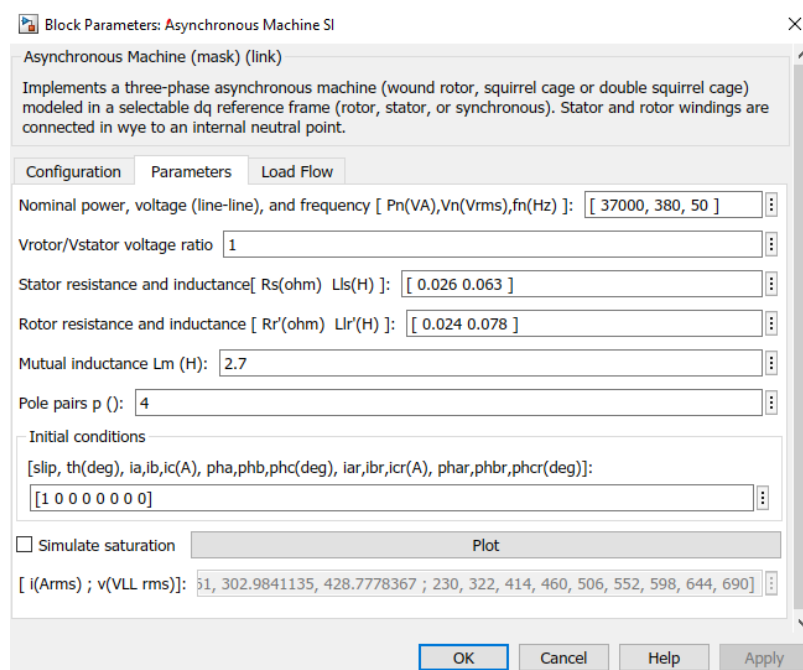 Block Parameters: Asynchronous Machine SI
Asynchronous Machine (mask) (link)
Implements a three-phase asynchronous machine (wound rotor, squirrel cage or double squirrel cage)
modeled in a selectable dq reference frame (rotor, stator, or synchronous). Stator and rotor windings are
connected in wye to an internal neutral point.
Configuration Parameters Load Flow
Nominal power, voltage (line-line), and frequency [ Pn(VA),Vn(Vrms),fn(Hz) ]: [ 37000, 380, 50 ]
Vrotor/Vstator voltage ratio 1
Stator resistance and inductance[ Rs(ohm) Lls(H) ]: [ 0.026 0.063 ]
Rotor resistance and inductance [ Rr'(ohm) Llr'(H) ]: [ 0.024 0.078 ]
Mutual inductance Lm (H): 2.7
Pole pairs p (): 4
Initial conditions
[slip, th(deg), ia,ib,ic(A), pha,phb,phc(deg), iar,ibr,icr(A), phar,phbr,phcr(deg)]:
[1 0 0 0 0 0 0 0]
Simulate saturation Plot
[ i(Arms) ; v(VLL rms)]: 51, 302.9841135, 428.7778367 ; 230, 322, 414, 460, 506, 552, 598, 644, 690]
OK Cancel Help Apply